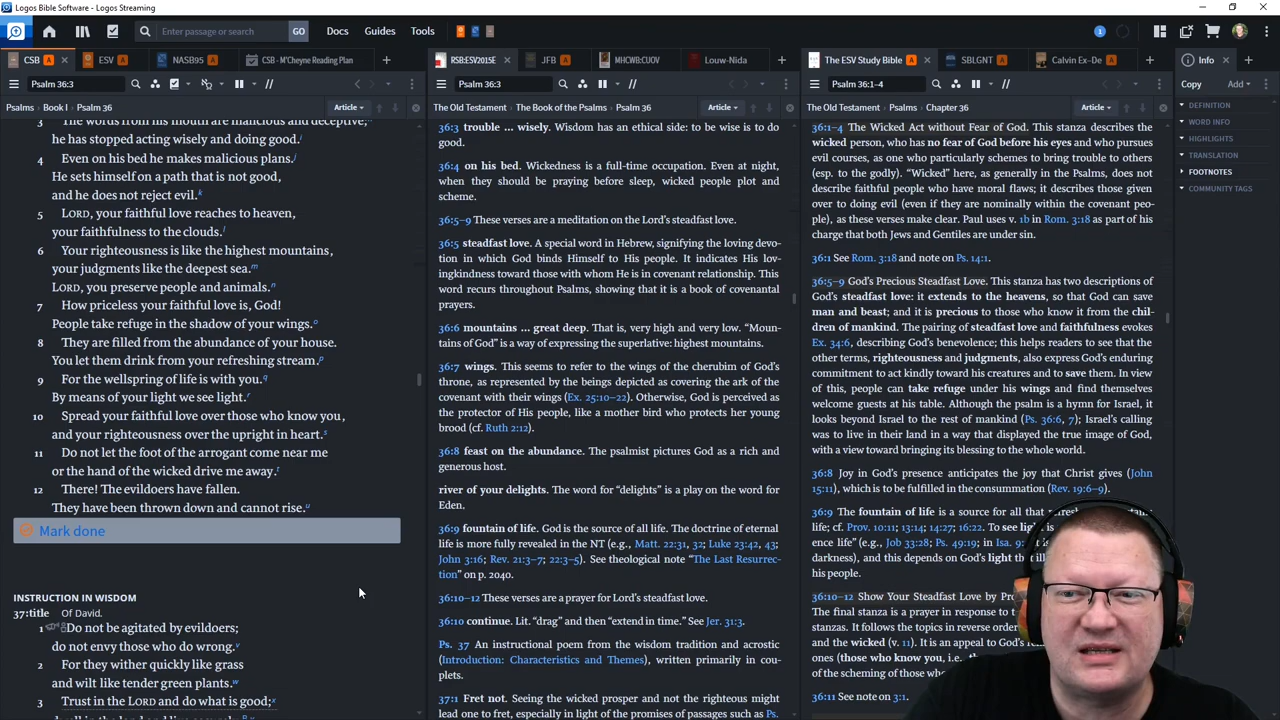 Logos Bible Software - Logos Streaming
Enter passage or search
GO
Docs
Guides
Tools
1
CSB A
ESV A
NASB95 A
CSB - M'Cheyne Reading Plan
Psalm 36:3
Psalms › Book I › Psalm 36
Article
3 The words from his mouth are malicious and deceptive;
he has stopped acting wisely and doing good.
4 Even on his bed he makes malicious plans.
He sets himself on a path that is not good,
and he does not reject evil.
5 LORD, your faithful love reaches to heaven,
your faithfulness to the clouds.
6 Your righteousness is like the highest mountains,
your judgments like the deepest sea.
LORD, you preserve people and animals.
7 How priceless your faithful love is, God!
People take refuge in the shadow of your wings.
8 They are filled from the abundance of your house.
You let them drink from your refreshing stream.
9 For the wellspring of life is with you.
By means of your light we see light.
10 Spread your faithful love over those who know you,
and your righteousness over the upright in heart.
11 Do not let the foot of the arrogant come near me
or the hand of the wicked drive me away.
12 There! The evildoers have fallen.
They have been thrown down and cannot rise.
Mark done
INSTRUCTION IN WISDOM
37:title Of David.
1 Do not be agitated by evildoers;
do not envy those who do wrong.
2 For they wither quickly like grass
and wilt like tender green plants.
3 Trust in the LORD and do what is good;
RSB:ESV2015E
JFB A
MHCWB:CUOV
Louw-Nida
Psalm 36:3
The Old Testament › The Book of the Psalms › Psalm 36
Article
36:3 trouble … wisely. Wisdom has an ethical side: to be wise is to do
good.
36:4 on his bed. Wickedness is a full-time occupation. Even at night,
when they should be praying before sleep, wicked people plot and
scheme.
36:5–9 These verses are a meditation on the Lord's steadfast love.
36:5 steadfast love. A special word in Hebrew, signifying the loving devo-
tion in which God binds Himself to His people. It indicates His lov-
ingkindness toward those with whom He is in covenant relationship. This
word recurs throughout Psalms, showing that it is a book of covenantal
prayers.
36:6 mountains … great deep. That is, very high and very low. “Moun-
tains of God” is a way of expressing the superlative: highest mountains.
36:7 wings. This seems to refer to the wings of the cherubim of God's
throne, as represented by the beings depicted as covering the ark of the
covenant with their wings (Ex. 25:10–22). Otherwise, God is perceived as
the protector of His people, like a mother bird who protects her young
brood (cf. Ruth 2:12).
36:8 feast on the abundance. The psalmist pictures God as a rich and
generous host.
river of your delights. The word for “delights” is a play on the word for
Eden.
36:9 fountain of life. God is the source of all life. The doctrine of eternal
life is more fully revealed in the NT (e.g., Matt. 22:31, 32; Luke 23:42, 43;
John 3:16; Rev. 21:3–7; 22:3–5). See theological note “The Last Resurrec-
tion” on p. 2040.
36:10–12 These verses are a prayer for Lord's steadfast love.
36:10 continue. Lit. “drag” and then “extend in time.” See Jer. 31:3.
Ps. 37 An instructional poem from the wisdom tradition and acrostic
(Introduction: Characteristics and Themes), written primarily in cou-
plets.
37:1 Fret not. Seeing the wicked prosper and not the righteous might
lead one to fret, especially in light of the promises of passages such as Ps.
The ESV Study Bible A
SBLGNT A
Calvin Ex–De A
Psalm 36:1–4
The Old Testament › Psalms › Chapter 36
Article
36:1–4 The Wicked Act without Fear of God. This stanza describes the
wicked person, who has no fear of God before his eyes and who pursues
evil courses, as one who particularly schemes to bring trouble to others
(esp. to the godly). “Wicked” here, as generally in the Psalms, does not
describe faithful people who have moral flaws; it describes those given
over to doing evil (even if they are nominally within the covenant peo-
ple), as these verses make clear. Paul uses v. 1b in Rom. 3:18 as part of his
charge that both Jews and Gentiles are under sin.
36:1 See Rom. 3:18 and note on Ps. 14:1.
36:5–9 God's Precious Steadfast Love. This stanza has two descriptions of
God's steadfast love: it extends to the heavens, so that God can save
man and beast; and it is precious to those who know it from the chil-
dren of mankind. The pairing of steadfast love and faithfulness evokes
Ex. 34:6, describing God's benevolence; this helps readers to see that the
other terms, righteousness and judgments, also express God's enduring
commitment to act kindly toward his creatures and to save them. In view
of this, people can take refuge under his wings and find themselves
welcome guests at his table. Although the psalm is a hymn for Israel, it
looks beyond Israel to the rest of mankind (Ps. 36:6, 7); Israel's calling
was to live in their land in a way that displayed the true image of God,
with a view toward bringing its blessing to the whole world.
36:8 Joy in God's presence anticipates the joy that Christ gives (John
15:11), which is to be fulfilled in the consummation (Rev. 19:6–9).
36:9 The fountain of life is a source for all that
life; cf. Prov. 10:11; 13:14; 14:27; 16:22. To see light is
ence life” (e.g., Job 33:28; Ps. 49:19; in Isa. 9:
darkness), and this depends on God's light that
his people.
36:10–12 Show Your Steadfast Love by
The final stanza is a prayer in response to
stanzas. It follows the topics in reverse order
and the wicked (v. 11). It is an appeal to God's
ones (those who know you, i.e.,
36:11 See note on 3:1.
Info
Copy
Add
DEFINITION
WORD INFO
HIGHLIGHTS
TRANSLATION
FOOTNOTES
COMMUNITY TAGS